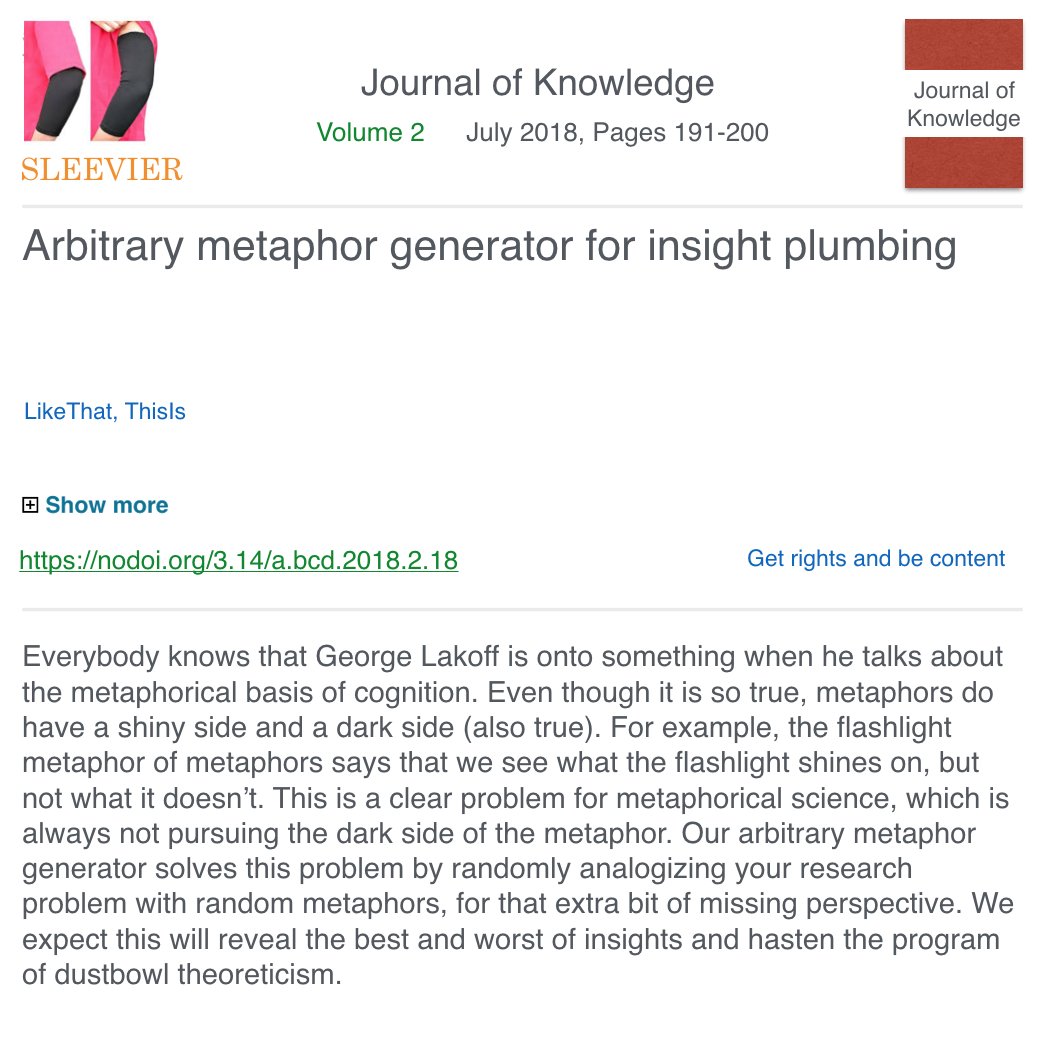 Journal of Knowledge
Volume 2 July 2018, Pages 191-200
Journal of
Knowledge
SLEEVIER
Arbitrary metaphor generator for insight plumbing
LikeThat, ThisIs
Show more
https://nodoi.org/3.14/a.bcd.2018.2.18
Get rights and be content
Everybody knows that George Lakoff is onto something when he talks about
the metaphorical basis of cognition. Even though it is so true, metaphors do
have a shiny side and a dark side (also true). For example, the flashlight
metaphor of metaphors says that we see what the flashlight shines on, but
not what it doesn’t. This is a clear problem for metaphorical science, which is
always not pursuing the dark side of the metaphor. Our arbitrary metaphor
generator solves this problem by randomly analogizing your research
problem with random metaphors, for that extra bit of missing perspective. We
expect this will reveal the best and worst of insights and hasten the program
of dustbowl theoreticism.